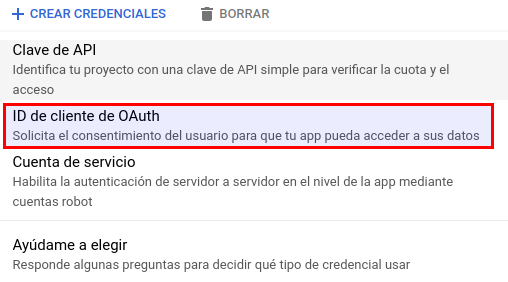 + CREAR CREDENCIALES BORRAR
Clave de API
Identifica tu proyecto con una clave de API simple para verificar la cuota y el
acceso
ID de cliente de OAuth
Solicita el consentimiento del usuario para que tu app pueda acceder a sus datos
Cuenta de servicio
Habilita la autenticación de servidor a servidor en el nivel de la app mediante
cuentas robot
Ayúdame a elegir
Responde algunas preguntas para decidir qué tipo de credencial usar